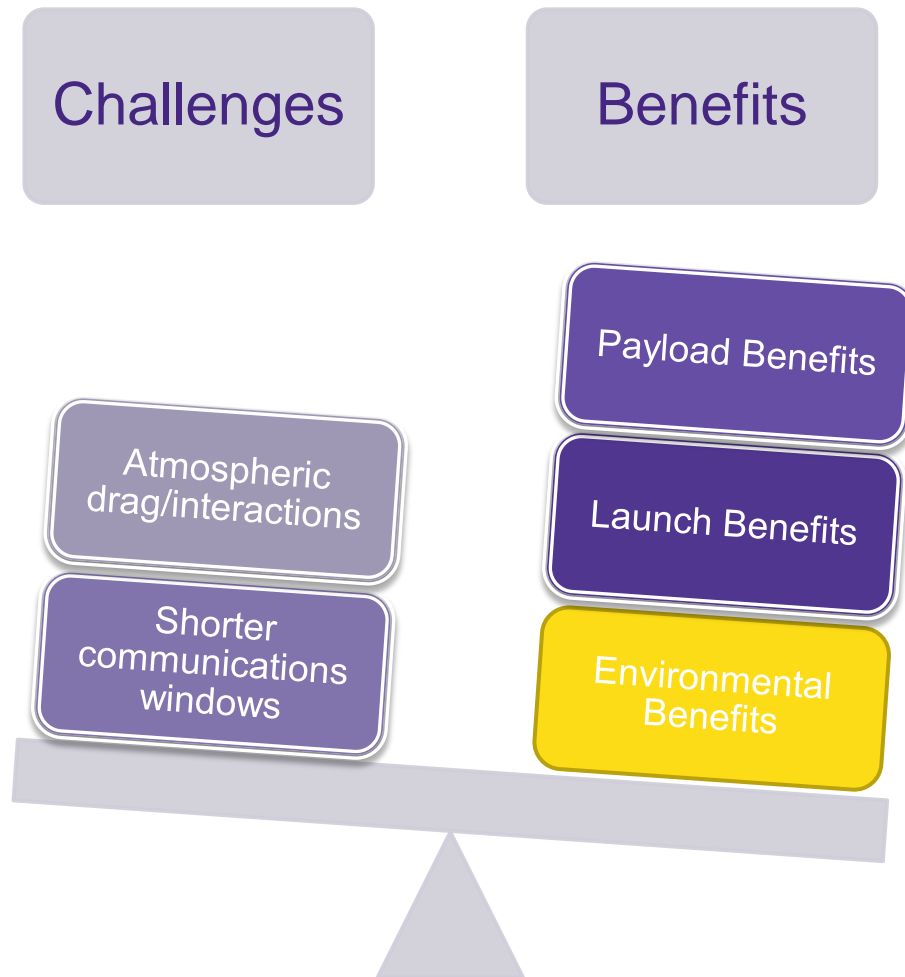 Challenges
Benefits
Payload Benefits
Atmospheric
drag/interactions
Launch Benefits
Shorter
communications
windows
Environmental
Benefits